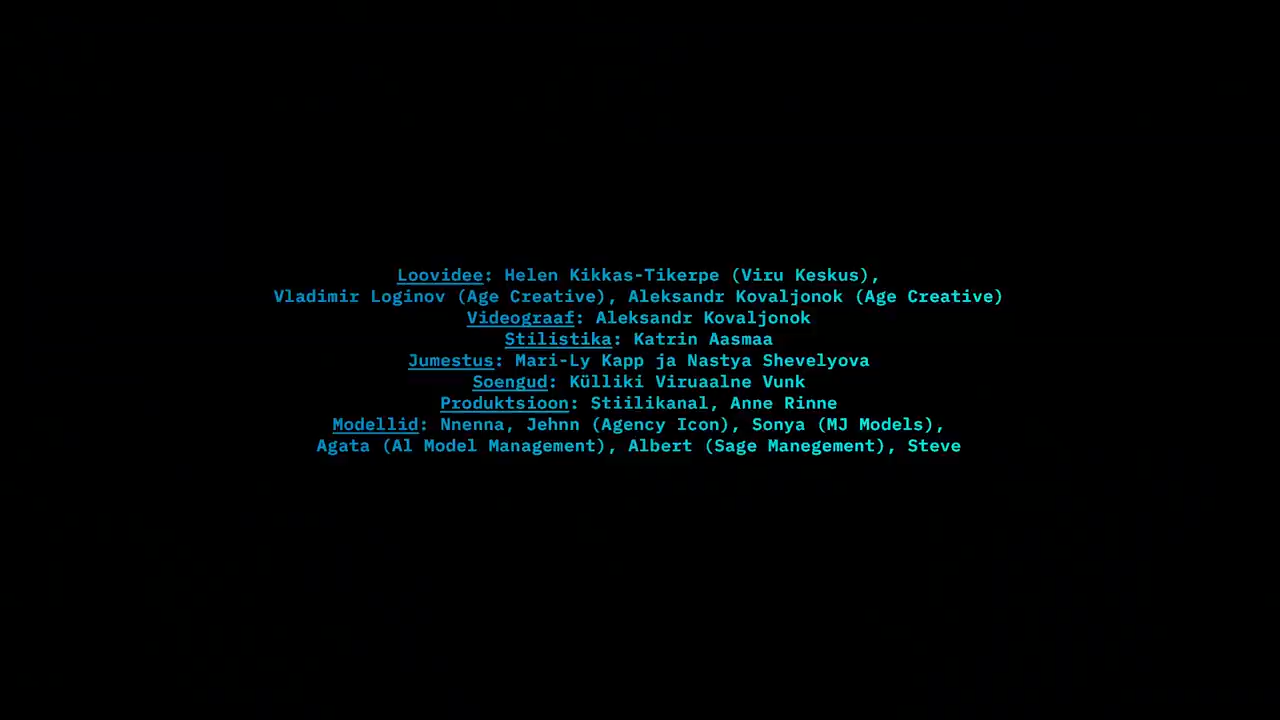 Loovidee: Helen Kikkas-Tikerpe (Viru Keskus),
Vladimir Loginov (Age Creative), Aleksandr Kovaljonok (Age Creative)
Videograaf: Aleksandr Kovaljonok
Stilistika: Katrin Aasmaa
Jumestus: Mari-Ly Kapp ja Nastya Shevelyova
Soengud: Külliki Viruaalne Vunk
Produktsioon: Stiilikanal, Anne Rinne
Modellid: Nnenna, Jehnn (Agency Icon), Sonya (MJ Models),
Agata (Al Model Management), Albert (Sage Manegement), Steve